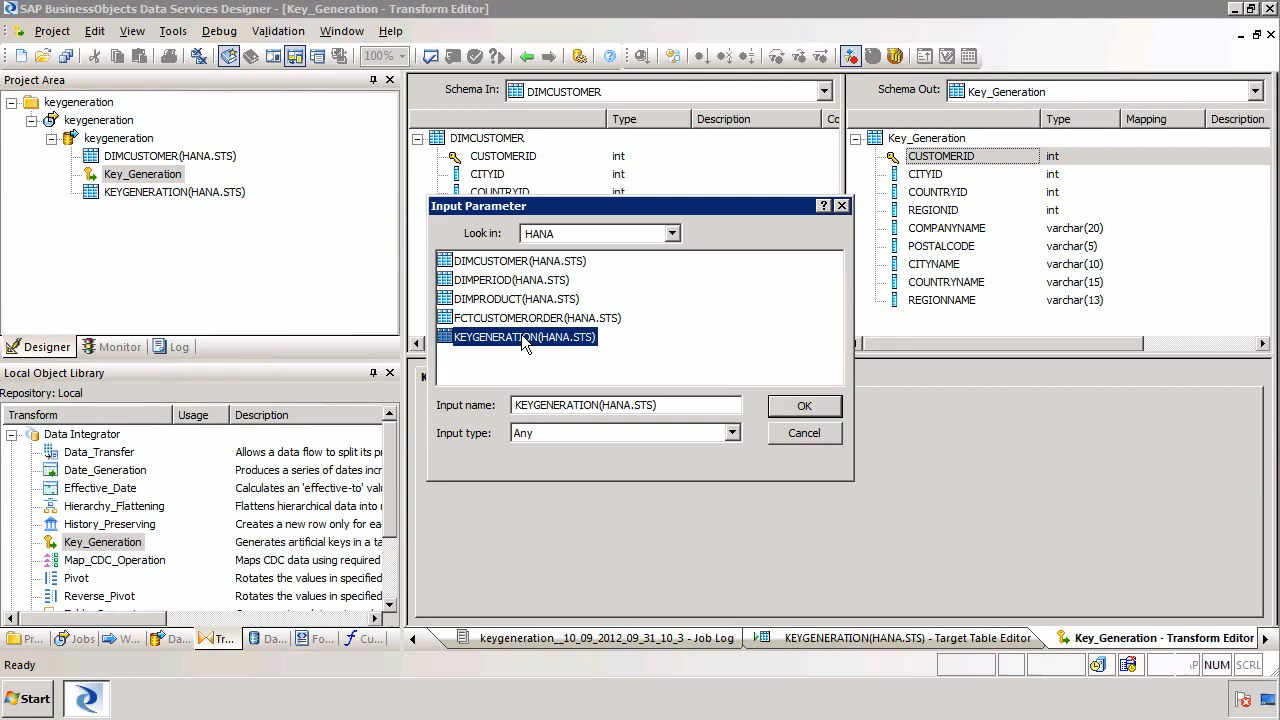 SAP BusinessObjects Data Services Designer - [Key_Generation - Transform Editor]
Project Edit View Tools Debug Validation Window Help
100%
Project Area
keygeneration
keygeneration
keygeneration
DIMCUSTOMER(HANA.STS)
Key_Generation
KEYGENERATION(HANA.STS)
Designer Monitor Log
Local Object Library
Repository: Local
Transform Usage Description
Data Integrator
Data_Transfer Allows a data flow to split its pr
Date_Generation Produces a series of dates incr
Effective_Date Calculates an 'effective-to' valu
Hierarchy_Flattening Flattens hierarchical data into r
History_Preserving Creates a new row only for ea
Key_Generation Generates artificial keys in a ta
Map_CDC_Operation Maps CDC data using required
Pivot Rotates the values in specified
Reverse_Pivot Rotates the values in specified
Pr... Jobs W... Da... Tr... Da... Fo... Cu...
Schema In: DIMCUSTOMER
Type Description Co
DIMCUSTOMER
CUSTOMERID int
CITYID int
COUNTRYID int
Schema Out: Key_Generation
Type Mapping Description
Key_Generation
CUSTOMERID int
CITYID int
COUNTRYID int
REGIONID int
COMPANYNAME varchar(20)
POSTALCODE varchar(5)
CITYNAME varchar(10)
COUNTRYNAME varchar(15)
REGIONNAME varchar(13)
Input Parameter
Look in: HANA
DIMCUSTOMER(HANA.STS)
DIMPERIOD(HANA.STS)
DIMPRODUCT(HANA.STS)
FCTCUSTOMERORDER(HANA.STS)
KEYGENERATION(HANA.STS)
Input name: KEYGENERATION(HANA.STS) OK
Input type: Any Cancel
keygeneration__10_09_2012_09_31_10_3 - Job Log KEYGENERATION(HANA.STS) - Target Table Editor Key_Generation - Transform Editor
Ready NUM SCRL
Start